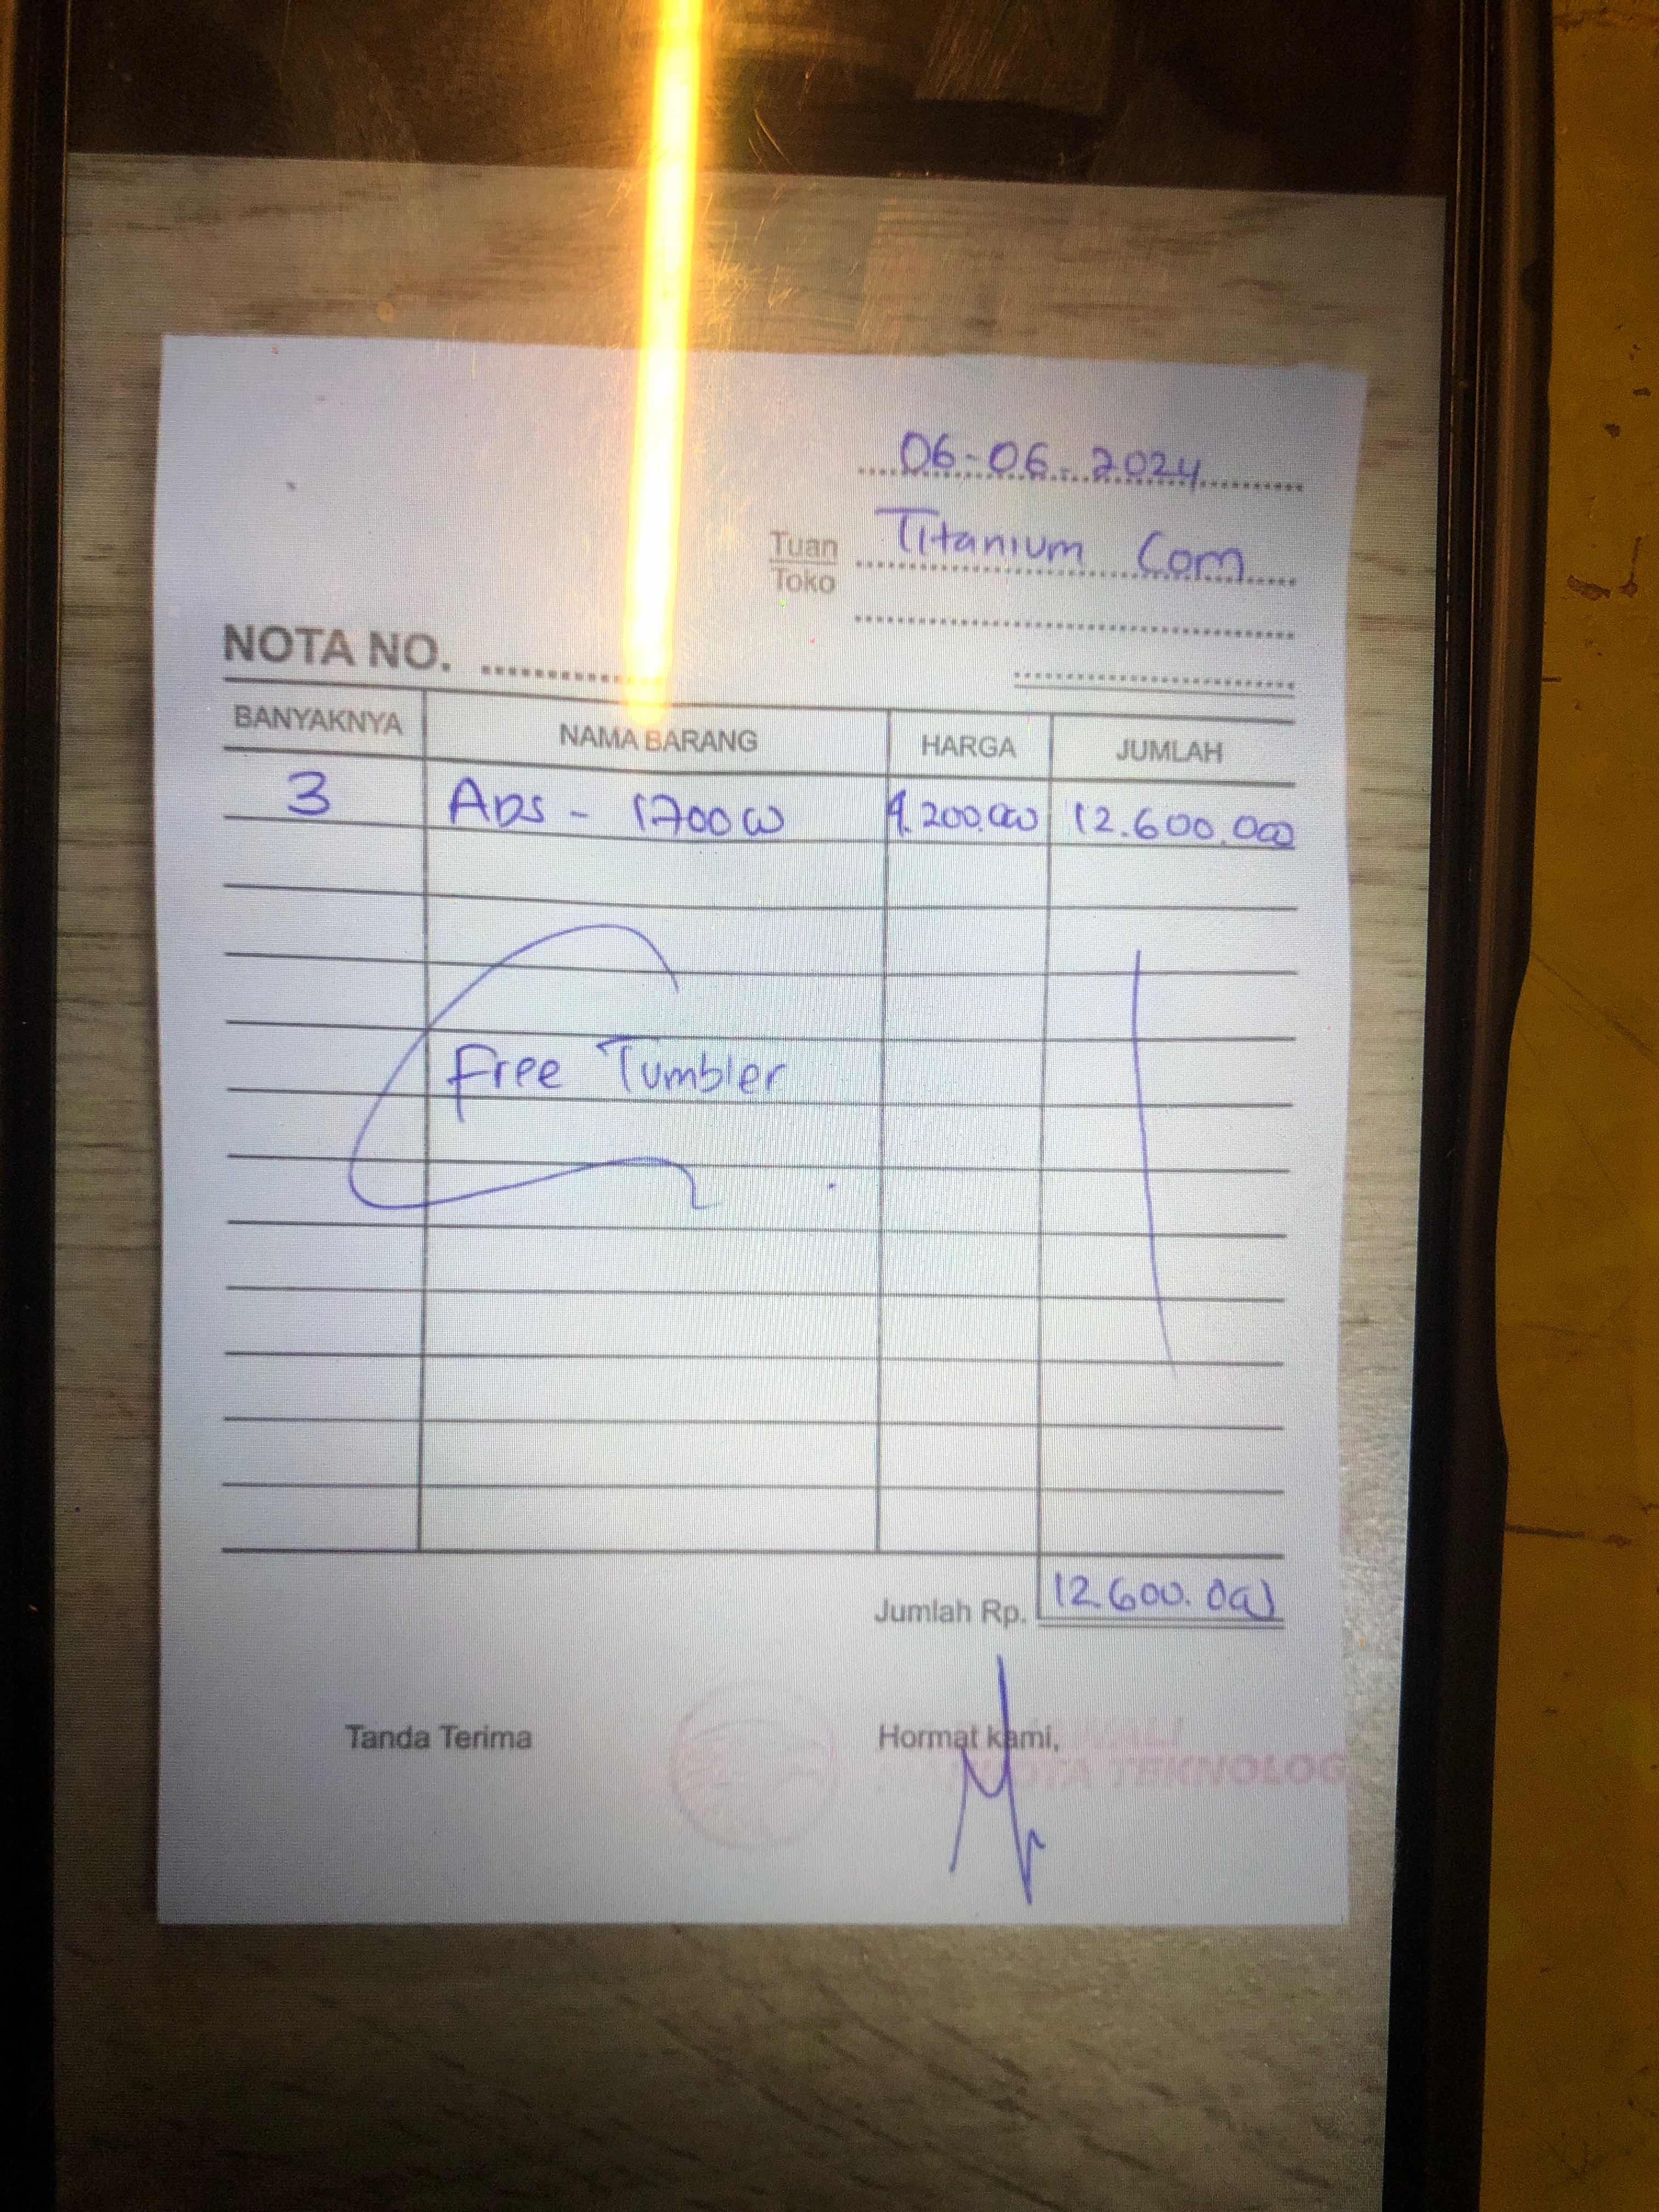 06-06-2024
Tuan Titanium Com
Toko
NOTA NO.
BANYAKNYA NAMA BARANG HARGA JUMLAH
3 ADS - 1700W 4.200.000 12.600.000
Free Tumbler
Jumlah Rp. 12.600.000
Tanda Terima Hormat kami,
TEKNOLOG